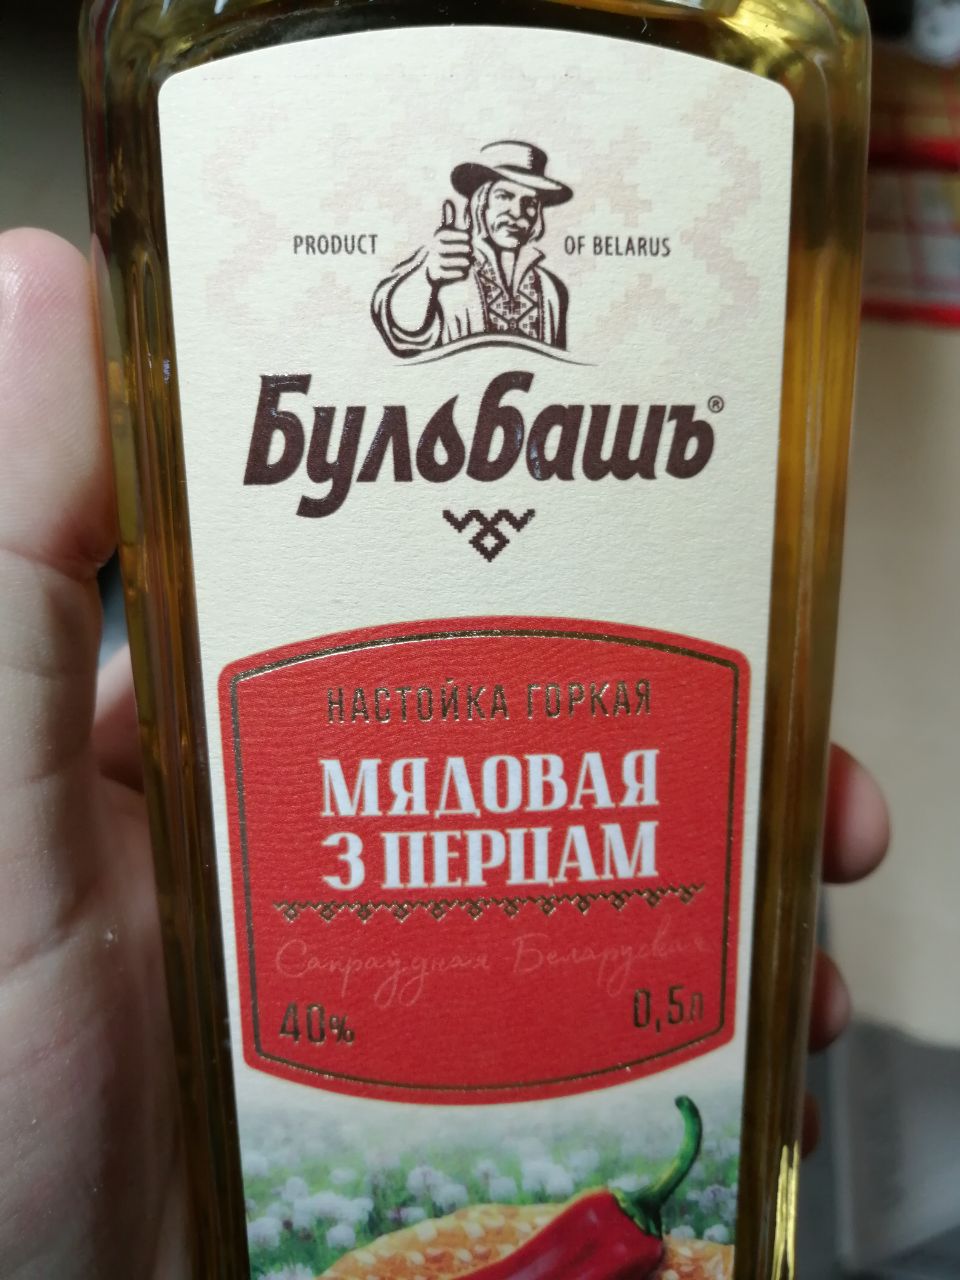 PRODUCT OF BELARUS
Бульбашъ®
НАСТОЙКА ГОРКАЯ
МЯДОВАЯ
З ПЕРЦАМ
Сапраўдная Беларуская
40% 0,5л